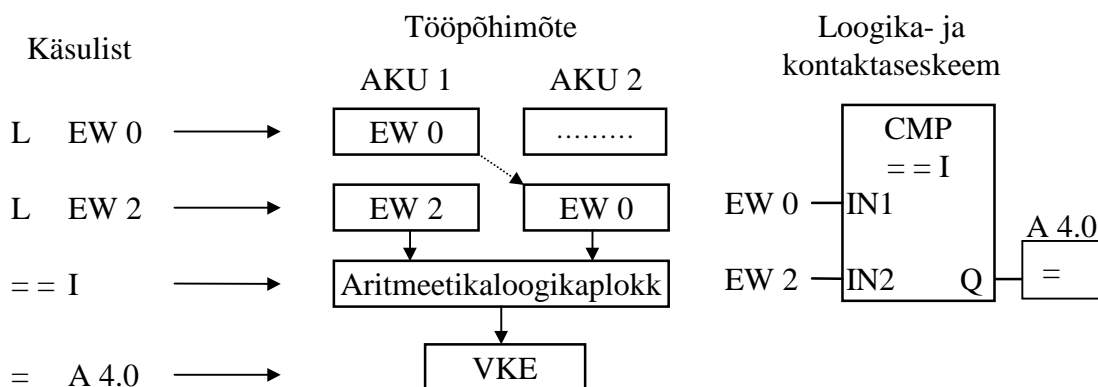 Käsulist
Tööpõhimõte
Loogika- ja
kontaktaseskeem
AKU 1 AKU 2
L EW 0
EW 0 .........
L EW 2
EW 2 EW 0
= = I
Aritmeetikaloogikaplokk
= A 4.0
VKE
CMP
= = I
EW 0 IN1
EW 2 IN2 Q
A 4.0
=